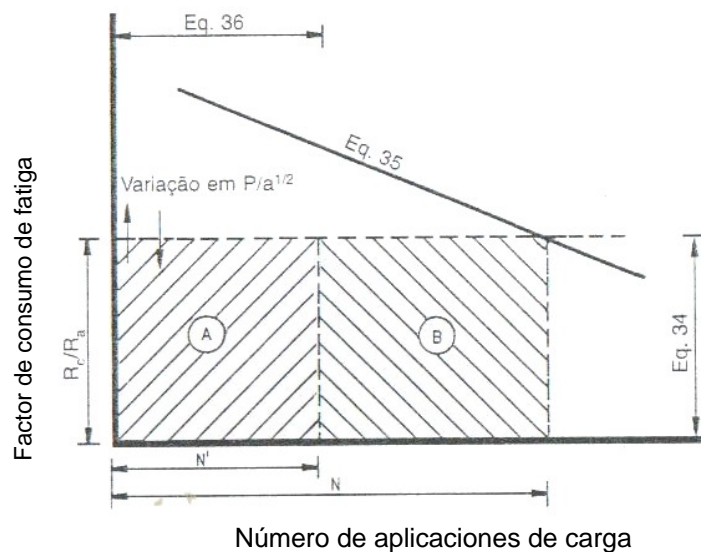 Eq. 36
Eq. 35
Variação em P/a1/2
Factor de consumo de fatiga
Rc/Ra
A
B
Eq. 34
N'
N
Número de aplicaciones de carga